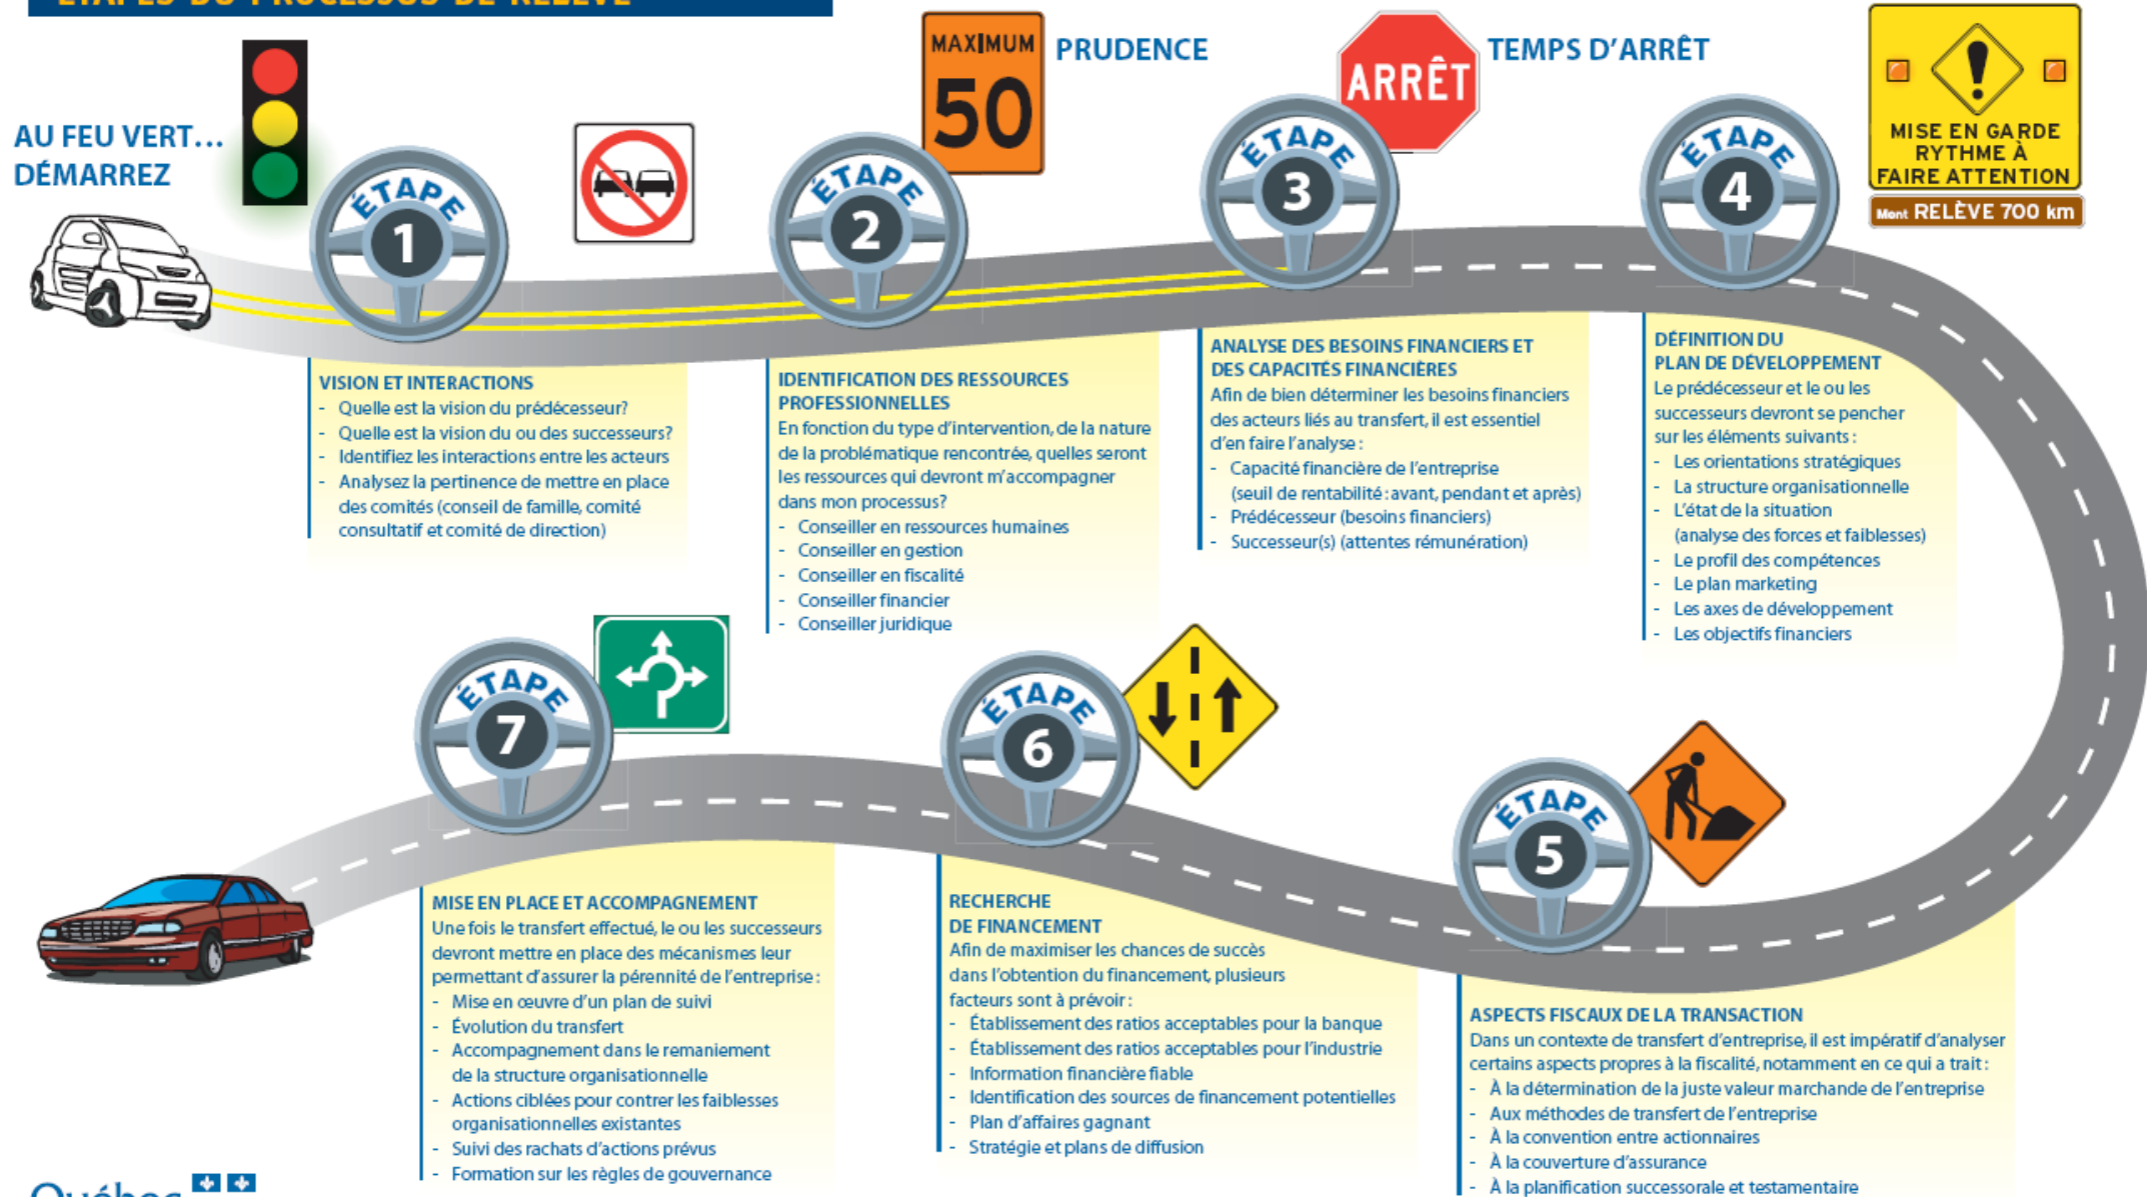 ÉTAPES DU PROCESSUS DE RELÈVE
AU FEU VERT...
DÉMARREZ
MAXIMUM
50
PRUDENCE
ARRÊT
TEMPS D'ARRÊT
MISE EN GARDE
RYTHME À
FAIRE ATTENTION
Mont RELÈVE 700 km
ÉTAPE
1
VISION ET INTERACTIONS
- Quelle est la vision du prédécesseur?
- Quelle est la vision du ou des successeurs?
- Identifiez les interactions entre les acteurs
- Analysez la pertinence de mettre en place
des comités (conseil de famille, comité
consultatif et comité de direction)
ÉTAPE
2
IDENTIFICATION DES RESSOURCES
PROFESSIONNELLES
En fonction du type d'intervention, de la nature
de la problématique rencontrée, quelles seront
les ressources qui devront m'accompagner
dans mon processus?
- Conseiller en ressources humaines
- Conseiller en gestion
- Conseiller en fiscalité
- Conseiller financier
- Conseiller juridique
ÉTAPE
3
ANALYSE DES BESOINS FINANCIERS ET
DES CAPACITÉS FINANCIÈRES
Afin de bien déterminer les besoins financiers
des acteurs liés au transfert, il est essentiel
d'en faire l'analyse :
- Capacité financière de l'entreprise
(seuil de rentabilité : avant, pendant et après)
- Prédécesseur (besoins financiers)
- Successeur(s) (attentes rémunération)
ÉTAPE
4
DÉFINITION DU
PLAN DE DÉVELOPPEMENT
Le prédécesseur et le ou les
successeurs devront se pencher
sur les éléments suivants :
- Les orientations stratégiques
- La structure organisationnelle
- L'état de la situation
(analyse des forces et faiblesses)
- Le profil des compétences
- Le plan marketing
- Les axes de développement
- Les objectifs financiers
ÉTAPE
5
ASPECTS FISCAUX DE LA TRANSACTION
Dans un contexte de transfert d'entreprise, il est impératif d'analyser
certains aspects propres à la fiscalité, notamment en ce qui a trait :
- À la détermination de la juste valeur marchande de l'entreprise
- Aux méthodes de transfert de l'entreprise
- À la convention entre actionnaires
- À la couverture d'assurance
- À la planification successorale et testamentaire
ÉTAPE
6
RECHERCHE
DE FINANCEMENT
Afin de maximiser les chances de succès
dans l'obtention du financement, plusieurs
facteurs sont à prévoir :
- Établissement des ratios acceptables pour la banque
- Établissement des ratios acceptables pour l'industrie
- Information financière fiable
- Identification des sources de financement potentielles
- Plan d'affaires gagnant
- Stratégie et plans de diffusion
ÉTAPE
7
MISE EN PLACE ET ACCOMPAGNEMENT
Une fois le transfert effectué, le ou les successeurs
devront mettre en place des mécanismes leur
permettant d'assurer la pérennité de l'entreprise :
- Mise en œuvre d'un plan de suivi
- Évolution du transfert
- Accompagnement dans le remaniement
de la structure organisationnelle
- Actions ciblées pour contrer les faiblesses
organisationnelles existantes
- Suivi des rachats d'actions prévus
- Formation sur les règles de gouvernance
Québec